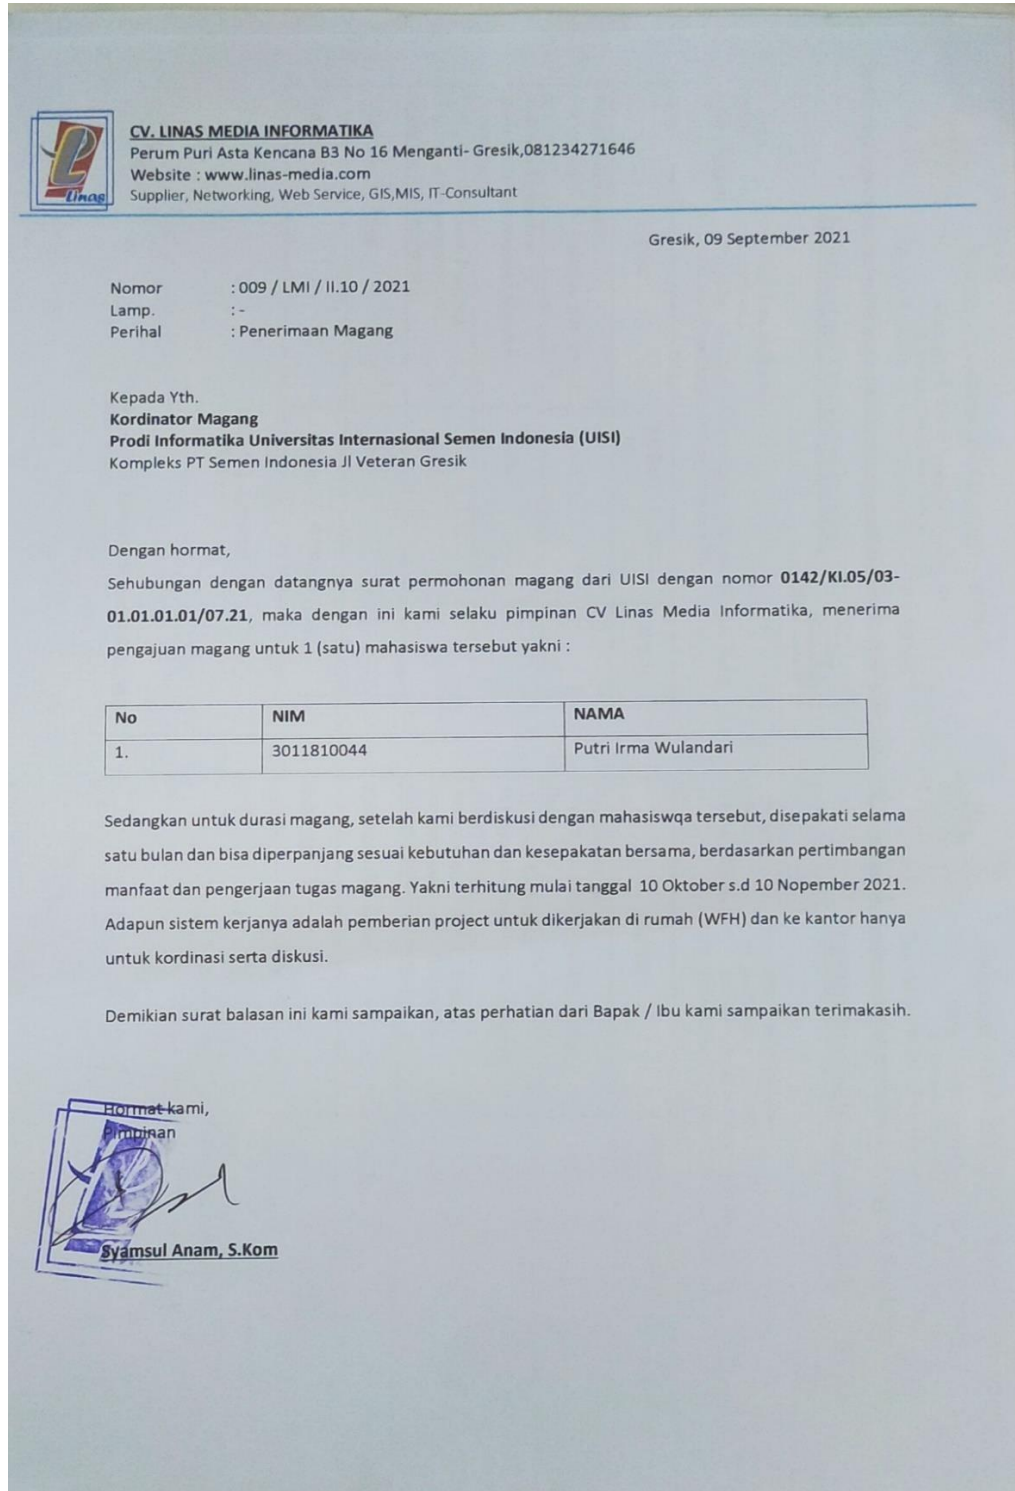 Linas
CV. LINAS MEDIA INFORMATIKA
Perum Puri Asta Kencana B3 No 16 Menganti- Gresik,081234271646
Website : www.linas-media.com
Supplier, Networking, Web Service, GIS,MIS, IT-Consultant
Gresik, 09 September 2021
Nomor : 009 / LMI / II.10 / 2021
Lamp. : -
Perihal : Penerimaan Magang
Kepada Yth.
Kordinator Magang
Prodi Informatika Universitas Internasional Semen Indonesia (UISI)
Kompleks PT Semen Indonesia Jl Veteran Gresik
Dengan hormat,
Sehubungan dengan datangnya surat permohonan magang dari UISI dengan nomor 0142/KI.05/03-
01.01.01.01/07.21, maka dengan ini kami selaku pimpinan CV Linas Media Informatika, menerima
pengajuan magang untuk 1 (satu) mahasiswa tersebut yakni :
No NIM NAMA
1. 3011810044 Putri Irma Wulandari
Sedangkan untuk durasi magang, setelah kami berdiskusi dengan mahasiswqa tersebut, disepakati selama
satu bulan dan bisa diperpanjang sesuai kebutuhan dan kesepakatan bersama, berdasarkan pertimbangan
manfaat dan pengerjaan tugas magang. Yakni terhitung mulai tanggal 10 Oktober s.d 10 Nopember 2021.
Adapun sistem kerjanya adalah pemberian project untuk dikerjakan di rumah (WFH) dan ke kantor hanya
untuk kordinasi serta diskusi.
Demikian surat balasan ini kami sampaikan, atas perhatian dari Bapak / Ibu kami sampaikan terimakasih.
Hormat kami,
Pimpinan
Syamsul Anam, S.Kom